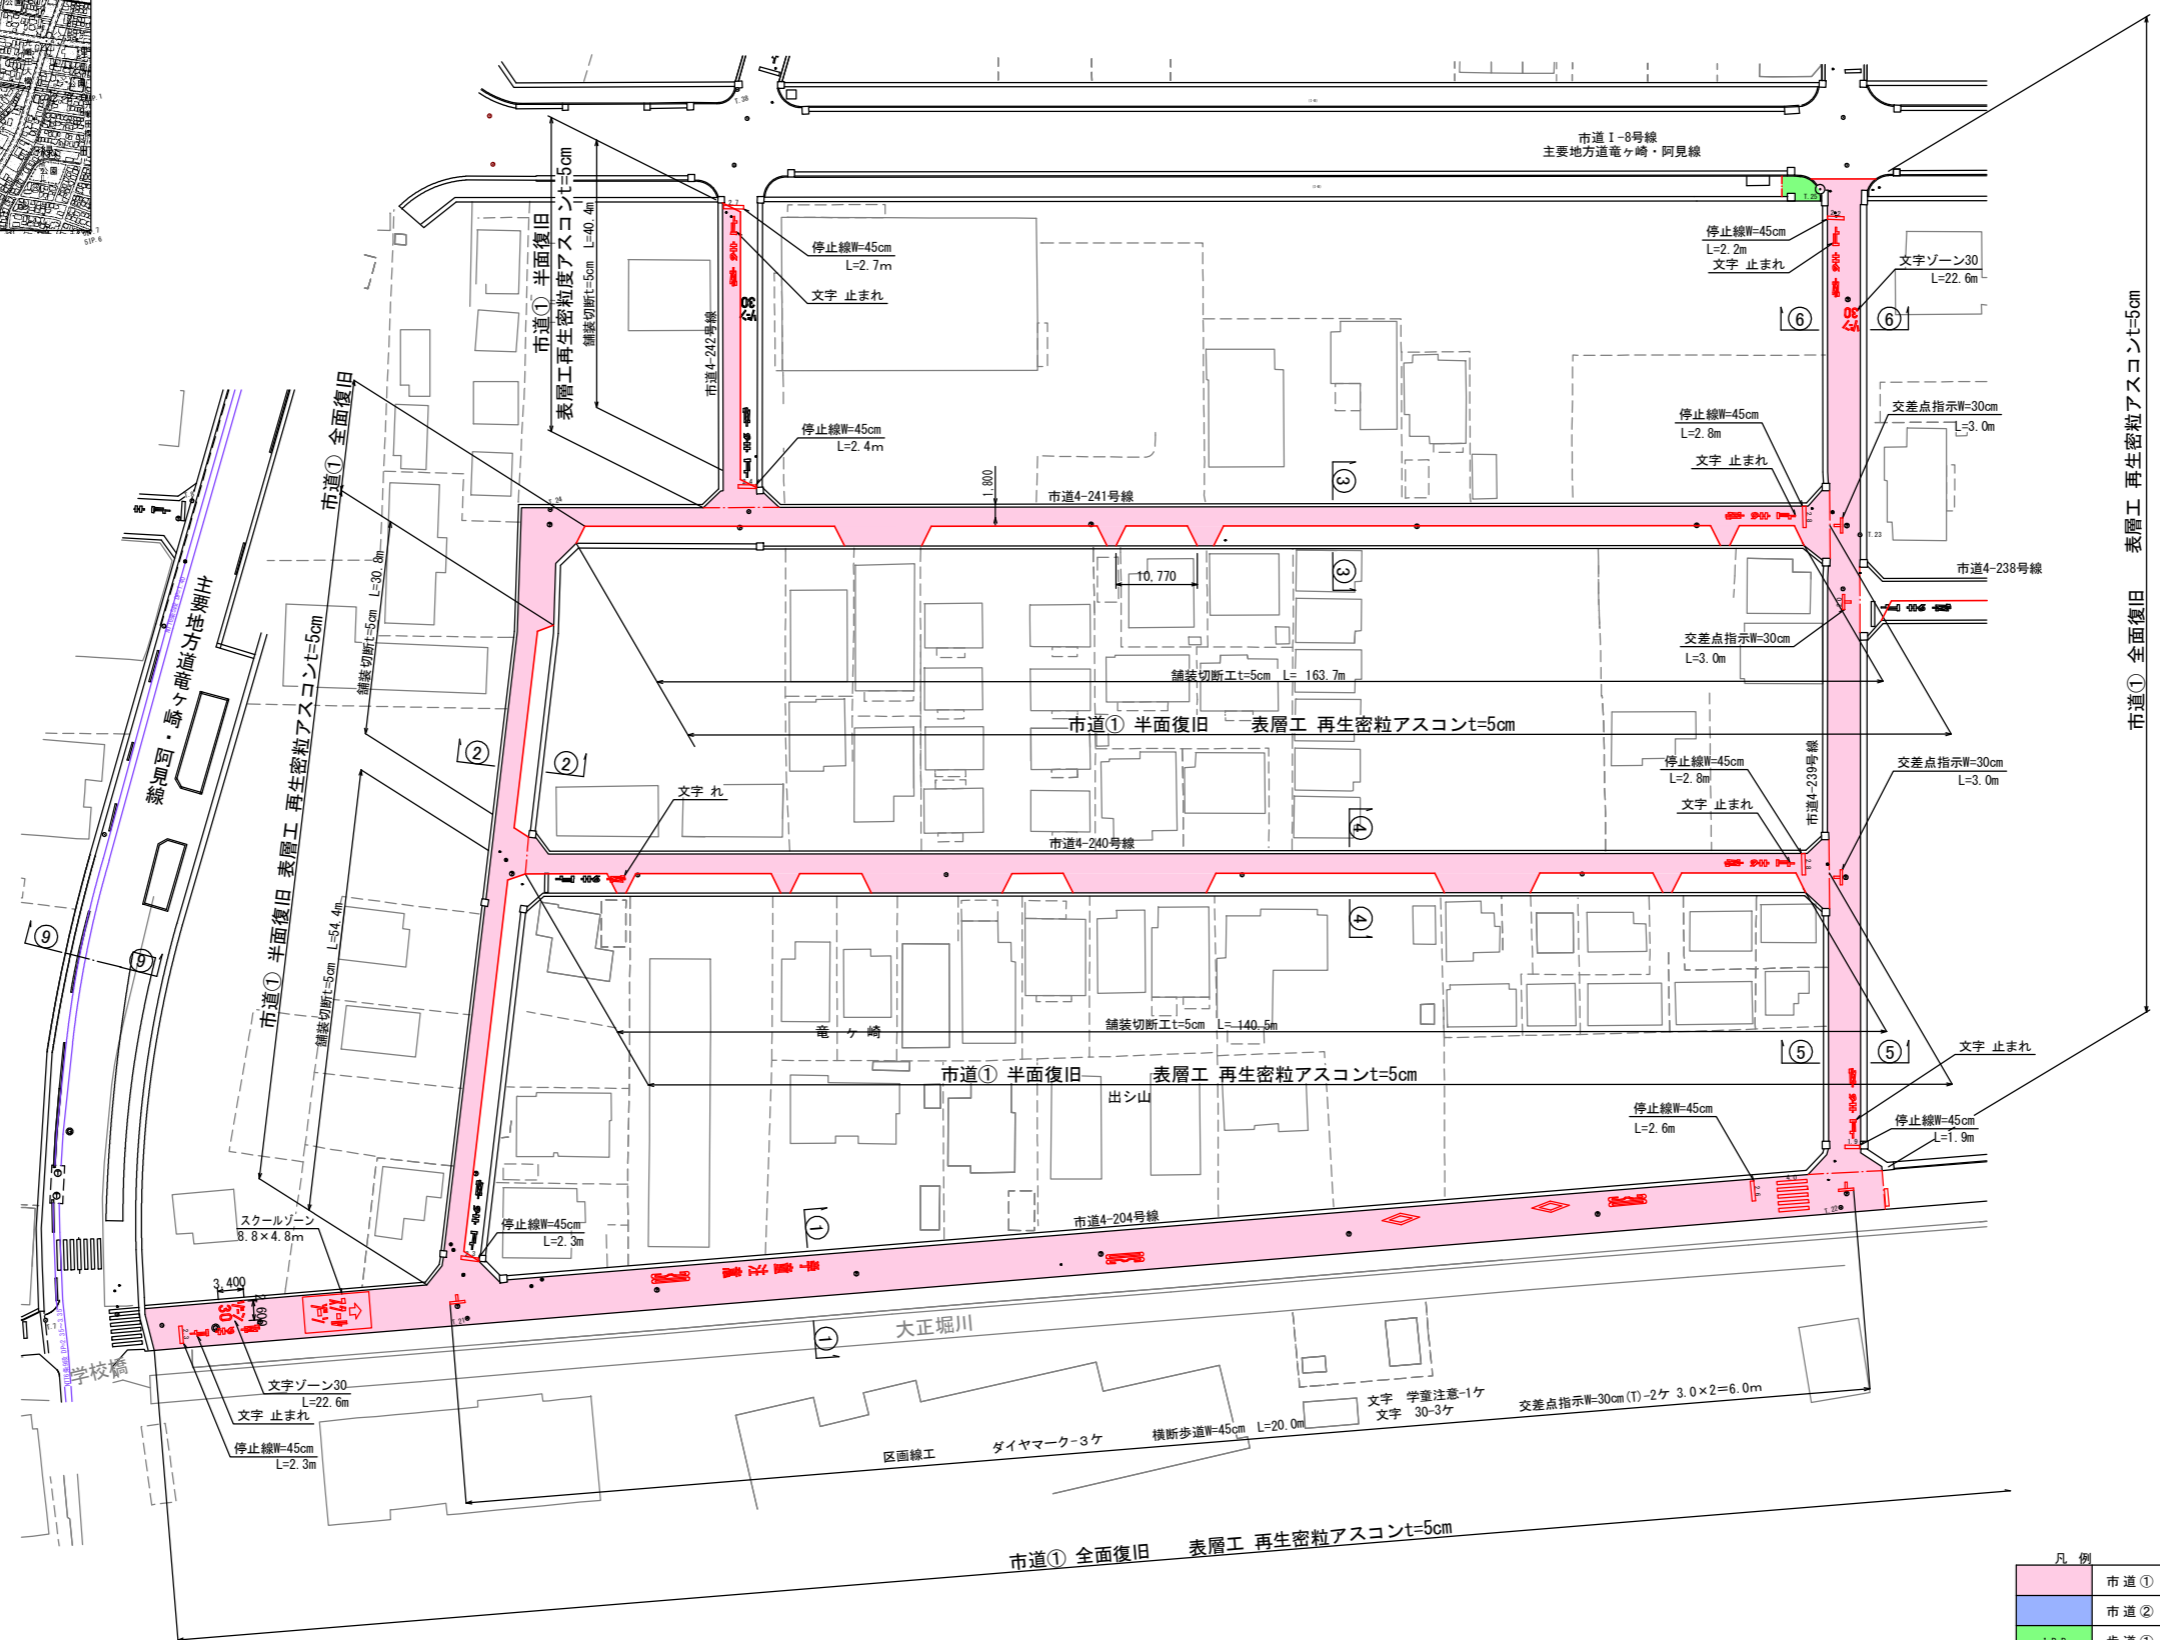 SIP.6
T.38
市道Ⅰ-8号線
主要地方道竜ヶ崎・阿見線
市道① 半面復旧
表層工再生密粒度アスコンt=5cm
舗装切断t=5cm L=40.4m
市道4-242号線
停止線W=45cm
L=2.7m
文字 止まれ
停止線W=45cm
L=2.4m
停止線W=45cm
L=2.2m
文字 止まれ
文字ゾーン30
L=22.6m
⑥
⑥
停止線W=45cm
L=2.8m
文字 止まれ
交差点指示W=30cm
L=3.0m
T.23
市道4-238号線
交差点指示W=30cm
L=3.0m
表層工 再生密粒アスコンt=5cm
市道① 全面復旧
市道① 全面復旧
1,800
市道4-241号線
③
③
10,770
舗装切断工t=5cm L= 163.7m
市道① 半面復旧 表層工 再生密粒アスコンt=5cm
主要地方道竜ヶ崎・阿見線
舗装切断t=5cm L=30.8m
市道① 半面復旧 表層工 再生密粒アスコンt=5cm
舗装切断t=5cm L=54.4m
②
②
文字 れ
市道4-240号線
④
④
停止線W=45cm
L=2.8m
文字 止まれ
市道4-239号線
交差点指示W=30cm
L=3.0m
⑨
⑨
竜ヶ崎
舗装切断工t=5cm L= 140.5m
市道① 半面復旧 表層工 再生密粒アスコンt=5cm
出シ山
⑤
⑤
文字 止まれ
停止線W=45cm
L=2.6m
停止線W=45cm
L=1.9m
スクールゾーン
8.8×4.8m
停止線W=45cm
L=2.3m
①
①
市道4-204号線
3,400
T.21
T.22
大正堀川
学校橋
文字ゾーン30
L=22.6m
文字 止まれ
停止線W=45cm
L=2.3m
区画線工 ダイヤマーク-3ケ 横断歩道W=45cm L=20.0m
文字 学童注意-1ケ
文字 30-3ケ
交差点指示W=30cm(T)-2ケ 3.0×2=6.0m
市道① 全面復旧 表層工 再生密粒アスコンt=5cm
凡 例
市 道 ①
市 道 ②